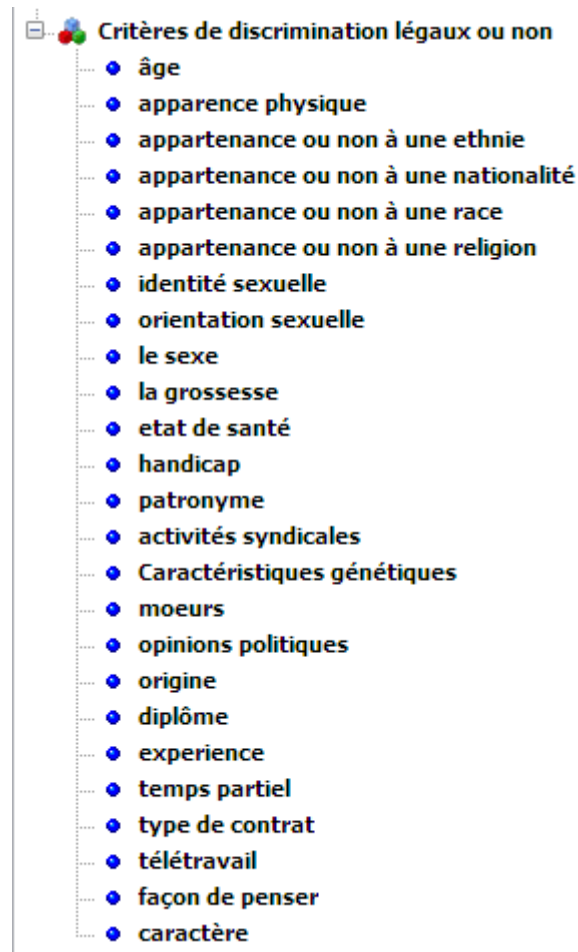 Critères de discrimination légaux ou non
âge
apparence physique
appartenance ou non à une ethnie
appartenance ou non à une nationalité
appartenance ou non à une race
appartenance ou non à une religion
identité sexuelle
orientation sexuelle
le sexe
la grossesse
etat de santé
handicap
patronyme
activités syndicales
Caractéristiques génétiques
moeurs
opinions politiques
origine
diplôme
experience
temps partiel
type de contrat
télétravail
façon de penser
caractère